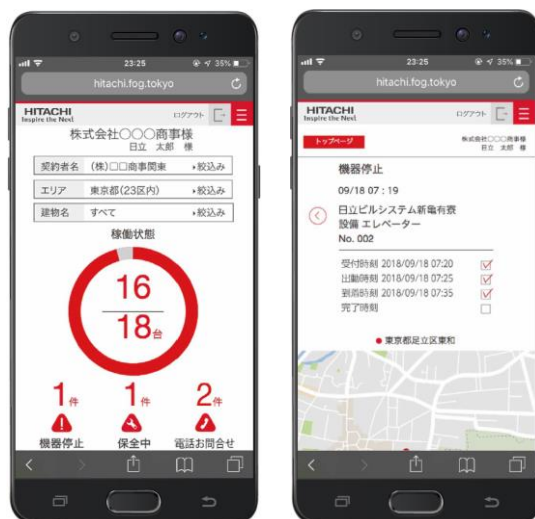 23:25
35%
hitachi.fog.tokyo
HITACHI
Inspire the Next
ログアウト
株式会社○○○商事様
日立 太郎 様
契約者名 (株)□□商事関東 ▸絞込み
エリア 東京都(23区内) ▸絞込み
建物名 すべて ▸絞込み
稼働状態
16
18台
1件
1件
2件
機器停止
保全中
電話お問合せ
23:25
35%
hitachi.fog.tokyo
HITACHI
Inspire the Next
ログアウト
トップページ
株式会社○○○商事様
日立 太郎 様
機器停止
09/18 07：19
日立ビルシステム新亀有寮
設備 エレベーター
No. 002
受付時刻 2018/09/18 07:20
出動時刻 2018/09/18 07:25
到着時刻 2018/09/18 07:35
完了時刻
東京都足立区東和